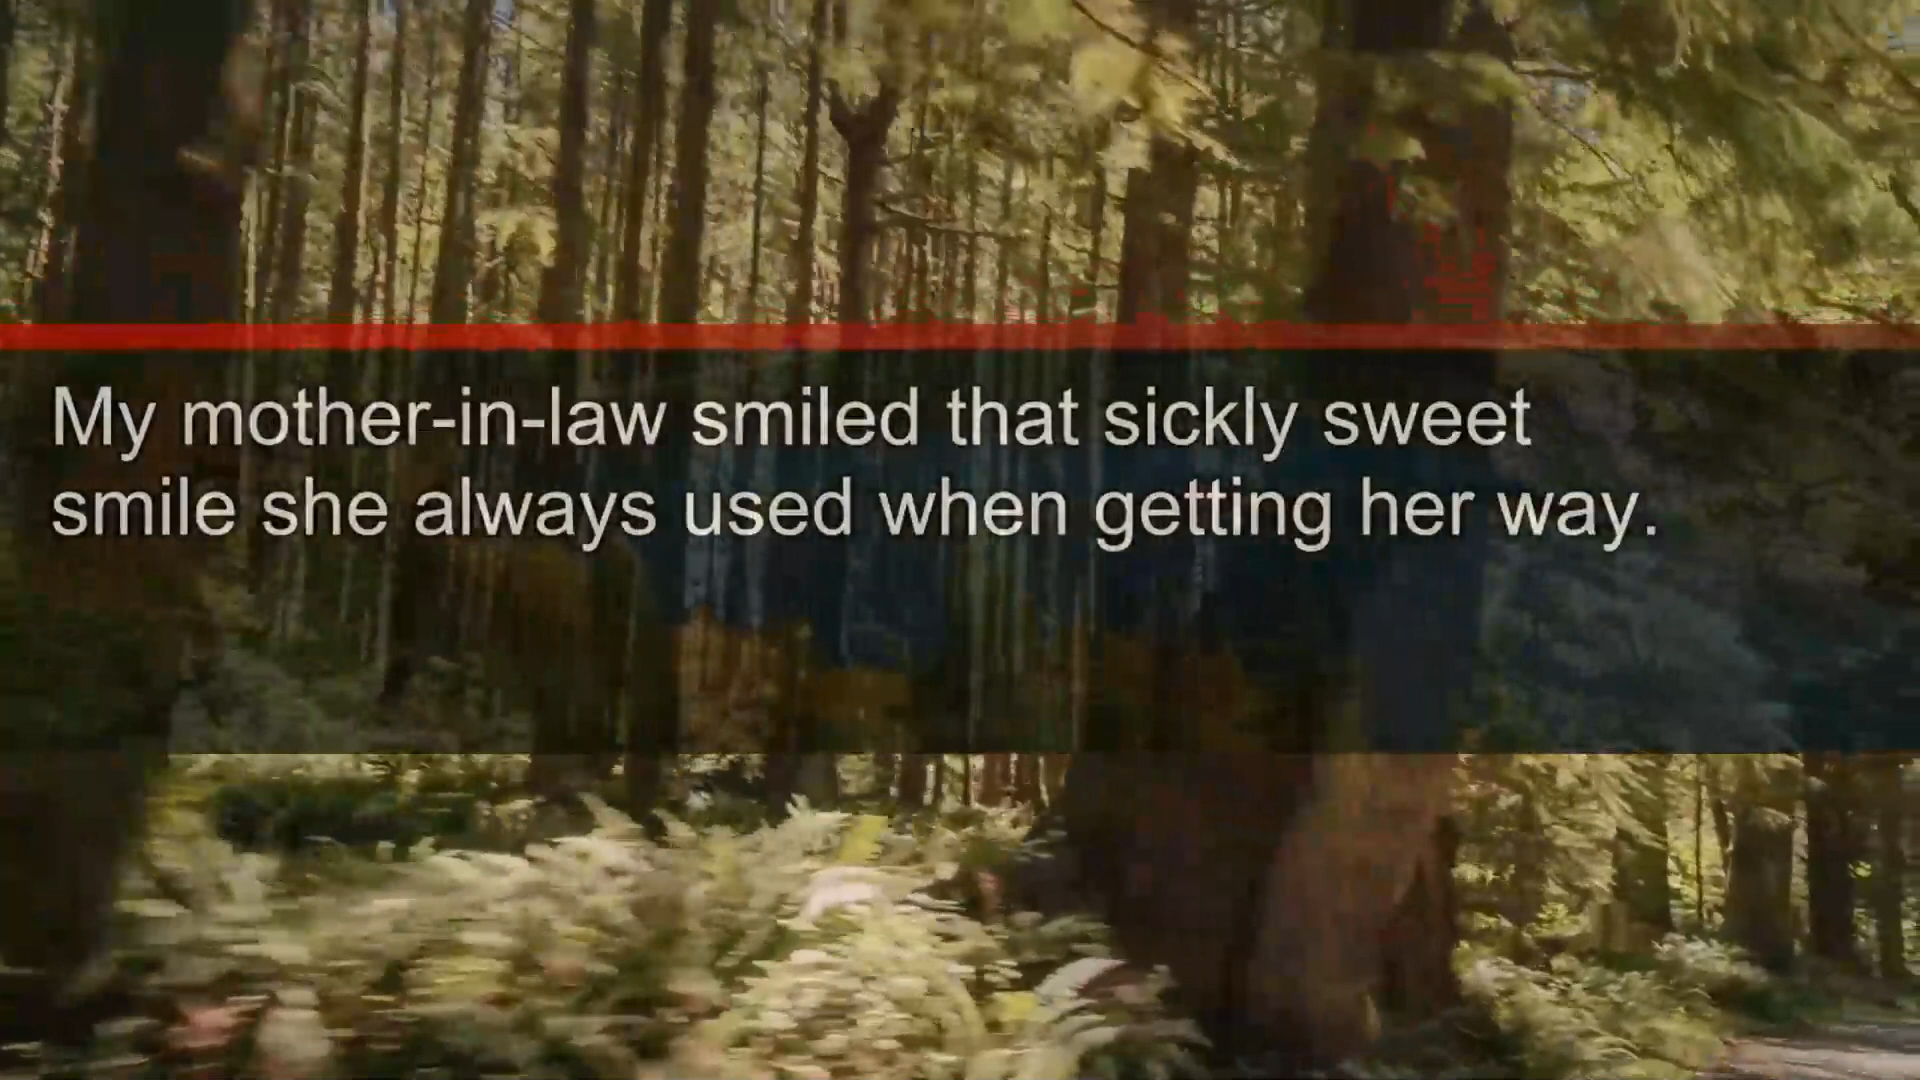 My mother-in-law smiled that sickly sweet
smile she always used when getting her way.